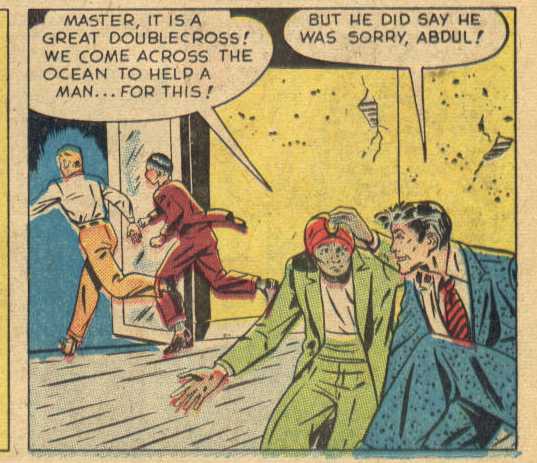 MASTER, IT IS A
GREAT DOUBLECROSS!
WE COME ACROSS THE
OCEAN TO HELP A
MAN... FOR THIS!
BUT HE DID SAY HE
WAS SORRY, ABDUL!